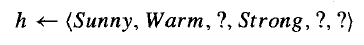 h ← ⟨Sunny, Warm, ?, Strong, ?, ?⟩